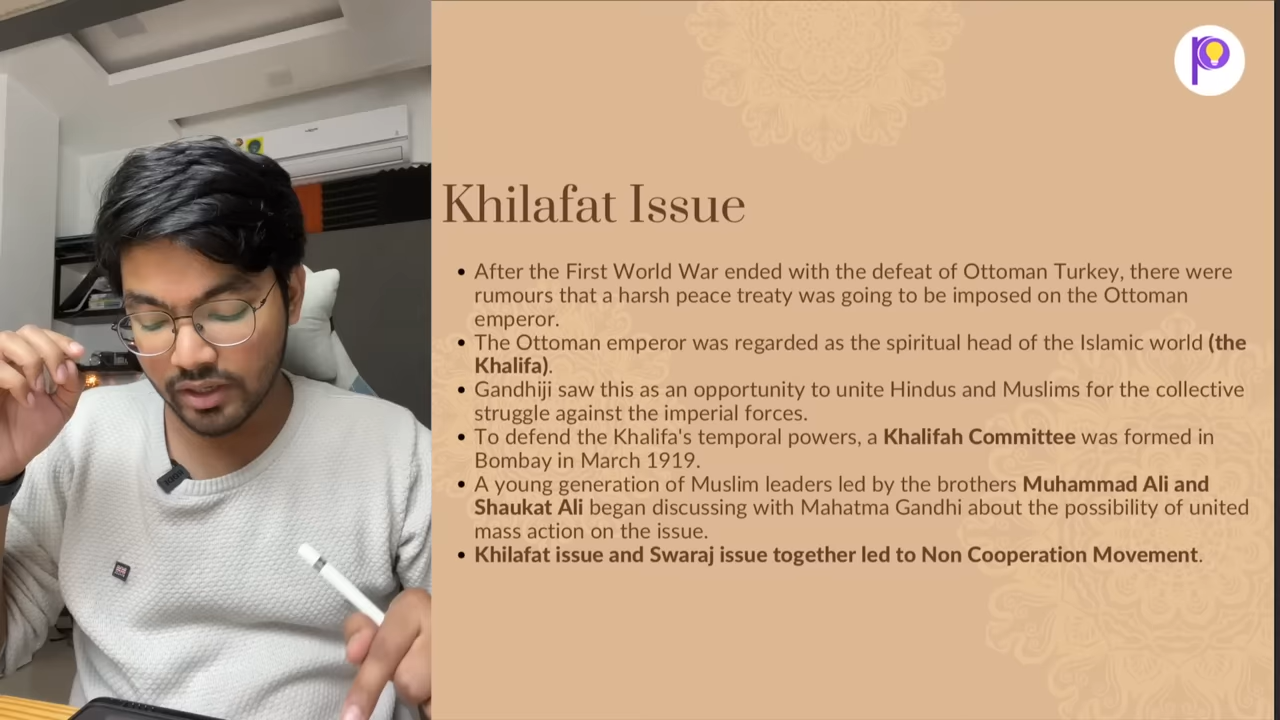 Khilafat Issue
• After the First World War ended with the defeat of Ottoman Turkey, there were
rumours that a harsh peace treaty was going to be imposed on the Ottoman
emperor.
• The Ottoman emperor was regarded as the spiritual head of the Islamic world (the
Khalifa).
• Gandhiji saw this as an opportunity to unite Hindus and Muslims for the collective
struggle against the imperial forces.
• To defend the Khalifa's temporal powers, a Khalifah Committee was formed in
Bombay in March 1919.
• A young generation of Muslim leaders led by the brothers Muhammad Ali and
Shaukat Ali began discussing with Mahatma Gandhi about the possibility of united
mass action on the issue.
• Khilafat issue and Swaraj issue together led to Non Cooperation Movement.